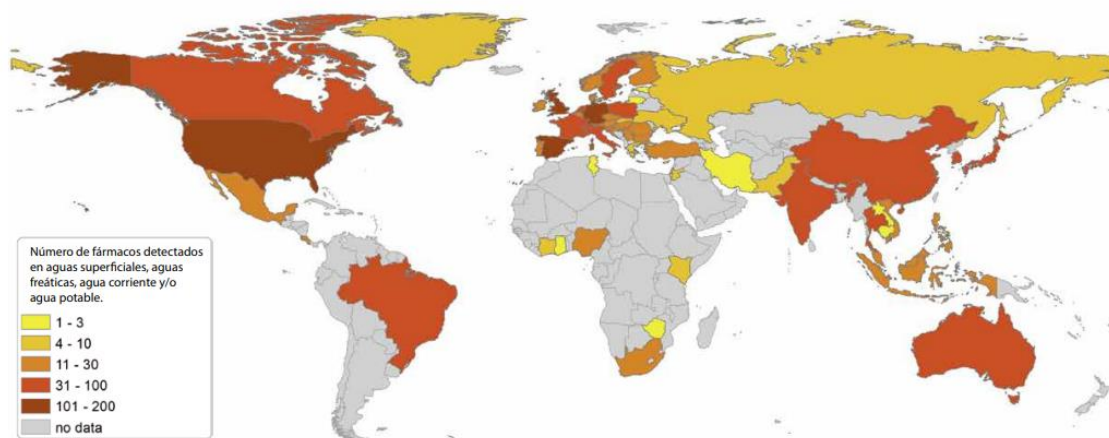 Número de fármacos detectados
en aguas superficiales, aguas
freáticas, agua corriente y/o
agua potable.
1 - 3
4 - 10
11 - 30
31 - 100
101 - 200
no data